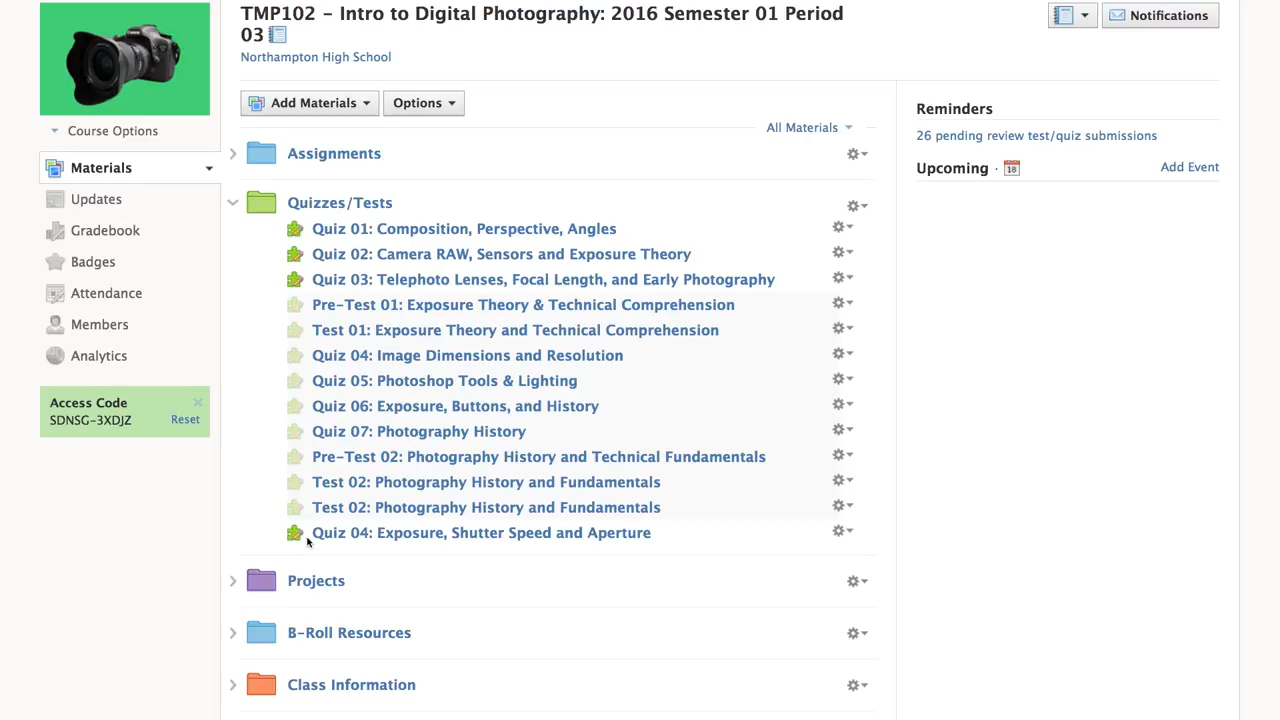 TMP102 - Intro to Digital Photography: 2016 Semester 01 Period
03
Northampton High School
Notifications
Course Options
Materials
Updates
Gradebook
Badges
Attendance
Members
Analytics
Access Code
SDNSG-3XDJZ
Reset
Add Materials
Options
All Materials
Assignments
Quizzes/Tests
Quiz 01: Composition, Perspective, Angles
Quiz 02: Camera RAW, Sensors and Exposure Theory
Quiz 03: Telephoto Lenses, Focal Length, and Early Photography
Pre-Test 01: Exposure Theory & Technical Comprehension
Test 01: Exposure Theory and Technical Comprehension
Quiz 04: Image Dimensions and Resolution
Quiz 05: Photoshop Tools & Lighting
Quiz 06: Exposure, Buttons, and History
Quiz 07: Photography History
Pre-Test 02: Photography History and Technical Fundamentals
Test 02: Photography History and Fundamentals
Test 02: Photography History and Fundamentals
Quiz 04: Exposure, Shutter Speed and Aperture
Projects
B-Roll Resources
Class Information
Reminders
26 pending review test/quiz submissions
Upcoming · 18
Add Event